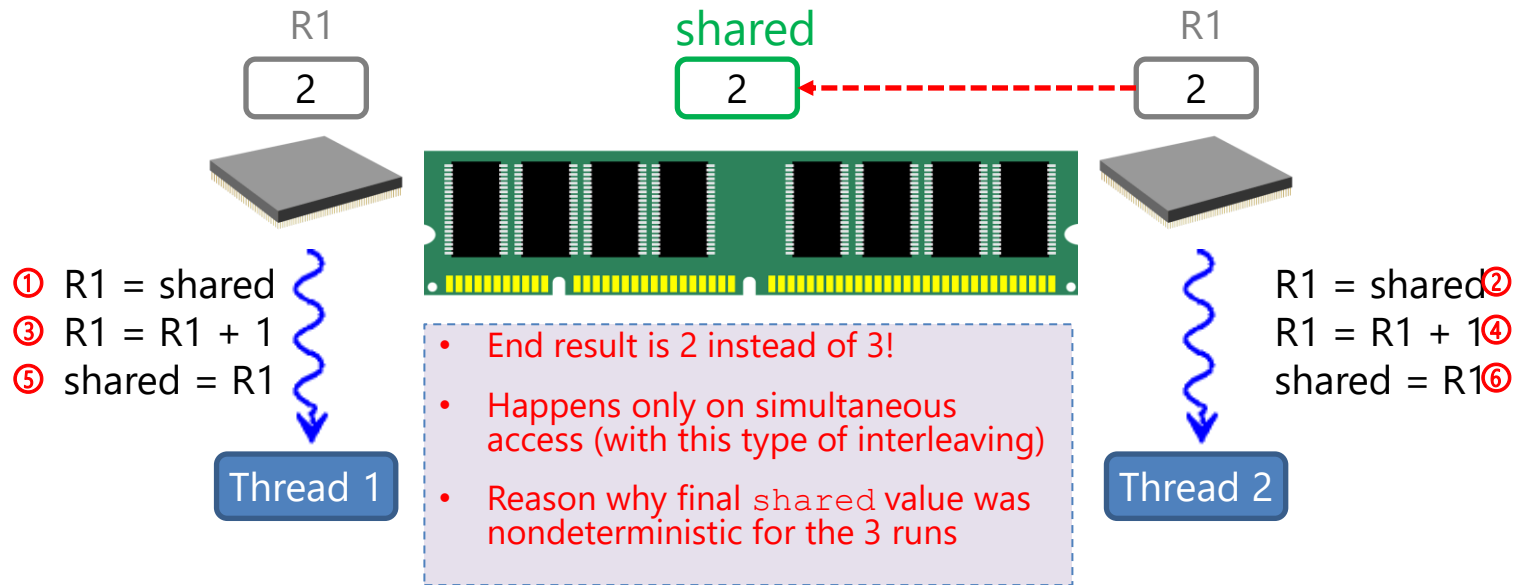 R1
shared
R1
2
2
2
① R1 = shared
③ R1 = R1 + 1
⑤ shared = R1
Thread 1
• End result is 2 instead of 3!
• Happens only on simultaneous
access (with this type of interleaving)
• Reason why final shared value was
nondeterministic for the 3 runs
R1 = shared②
R1 = R1 + 1④
shared = R1⑥
Thread 2